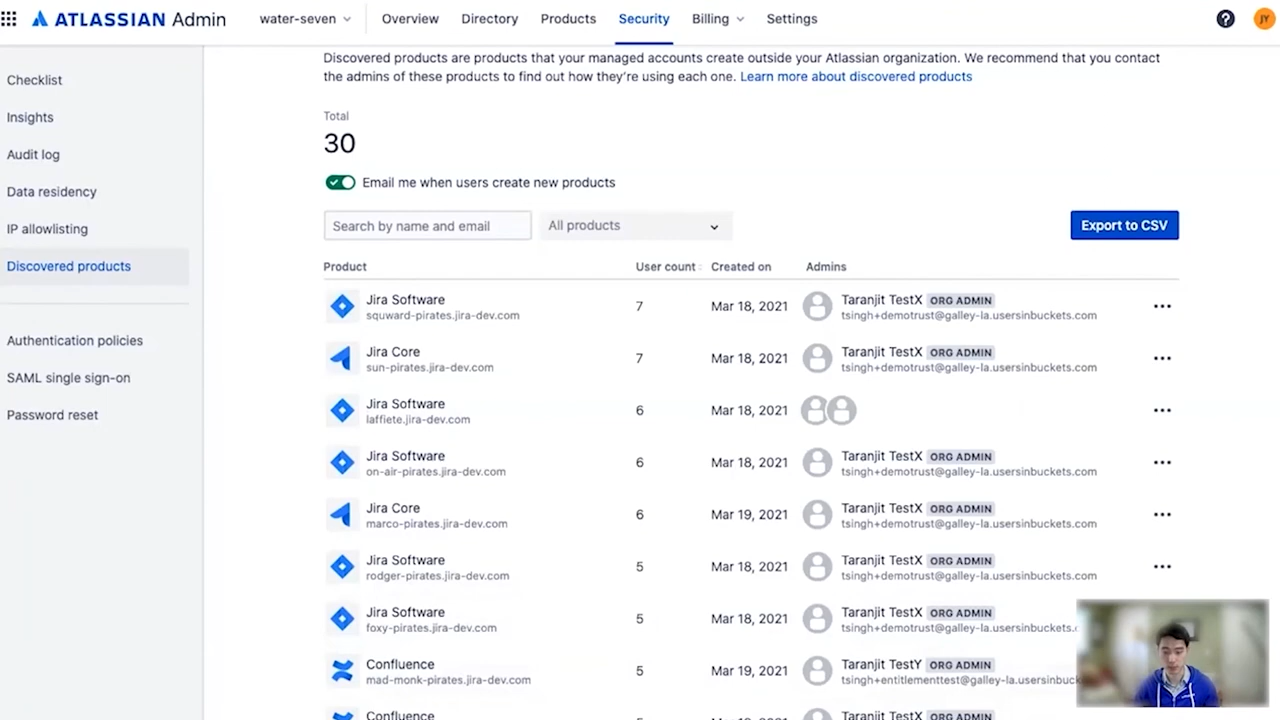 ATLASSIAN Admin water-seven Overview Directory Products Security Billing Settings JY
Checklist
Insights
Audit log
Data residency
IP allowlisting
Discovered products
Authentication policies
SAML single sign-on
Password reset
Discovered products are products that your managed accounts create outside your Atlassian organization. We recommend that you contact
the admins of these products to find out how they're using each one. Learn more about discovered products
Total
30
Email me when users create new products
Search by name and email All products Export to CSV
Product User count Created on Admins
Jira Software 7 Mar 18, 2021 Taranjit TestX ORG ADMIN
squward-pirates.jira-dev.com tsingh+demotrust@galley-la.usersinbuckets.com
Jira Core 7 Mar 18, 2021 Taranjit TestX ORG ADMIN
sun-pirates.jira-dev.com tsingh+demotrust@galley-la.usersinbuckets.com
Jira Software 6 Mar 18, 2021
laffiete.jira-dev.com
Jira Software 6 Mar 18, 2021 Taranjit TestX ORG ADMIN
on-air-pirates.jira-dev.com tsingh+demotrust@galley-la.usersinbuckets.com
Jira Core 6 Mar 19, 2021 Taranjit TestX ORG ADMIN
marco-pirates.jira-dev.com tsingh+demotrust@galley-la.usersinbuckets.com
Jira Software 5 Mar 18, 2021 Taranjit TestX ORG ADMIN
rodger-pirates.jira-dev.com tsingh+demotrust@galley-la.usersinbuckets.com
Jira Software 5 Mar 18, 2021 Taranjit TestX ORG ADMIN
foxy-pirates.jira-dev.com tsingh+demotrust@galley-la.usersinbuckets.
Confluence 5 Mar 19, 2021 Taranjit TestY ORG ADMIN
mad-monk-pirates.jira-dev.com tsingh+entitlementtest@galley-la.usersinbucke
Confluence Taranjit TestX ORG ADMIN